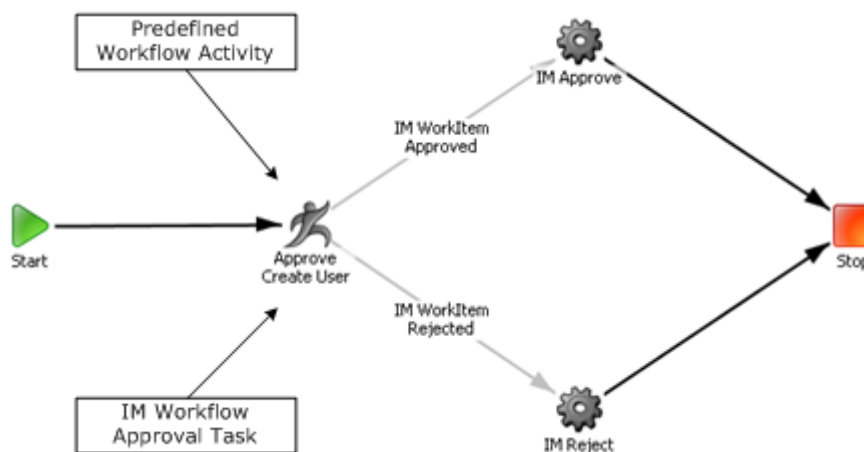 Predefined
Workflow Activity
IM Approve
IM WorkItem
Approved
Start
Approve
Create User
Stop
IM WorkItem
Rejected
IM Workflow
Approval Task
IM Reject